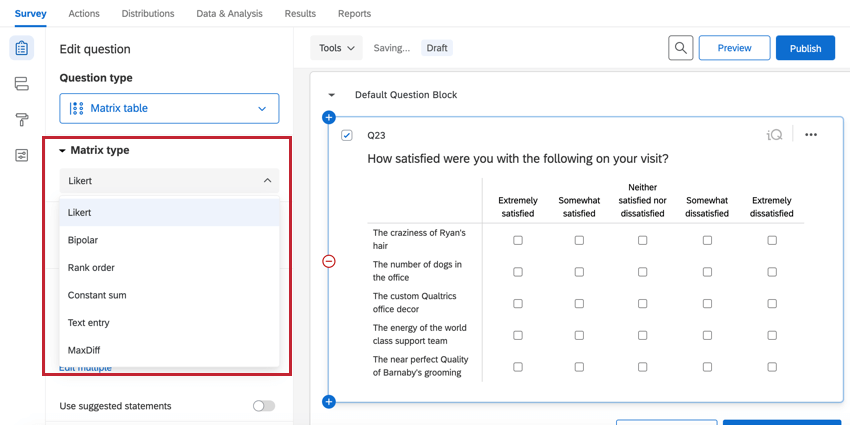 Survey Actions Distributions Data & Analysis Results Reports
Edit question
Question type
Matrix table
Matrix type
Likert
Likert
Bipolar
Rank order
Constant sum
Text entry
MaxDiff
Edit multiple
Use suggested statements
Tools Saving... Draft Preview Publish
Default Question Block
Q23 iQ
How satisfied were you with the following on your visit?
Extremely
satisfied
Somewhat
satisfied
Neither
satisfied nor
dissatisfied
Somewhat
dissatisfied
Extremely
dissatisfied
The craziness of Ryan's
hair
The number of dogs in
the office
The custom Qualtrics
office decor
The energy of the world
class support team
The near perfect Quality
of Barnaby's grooming